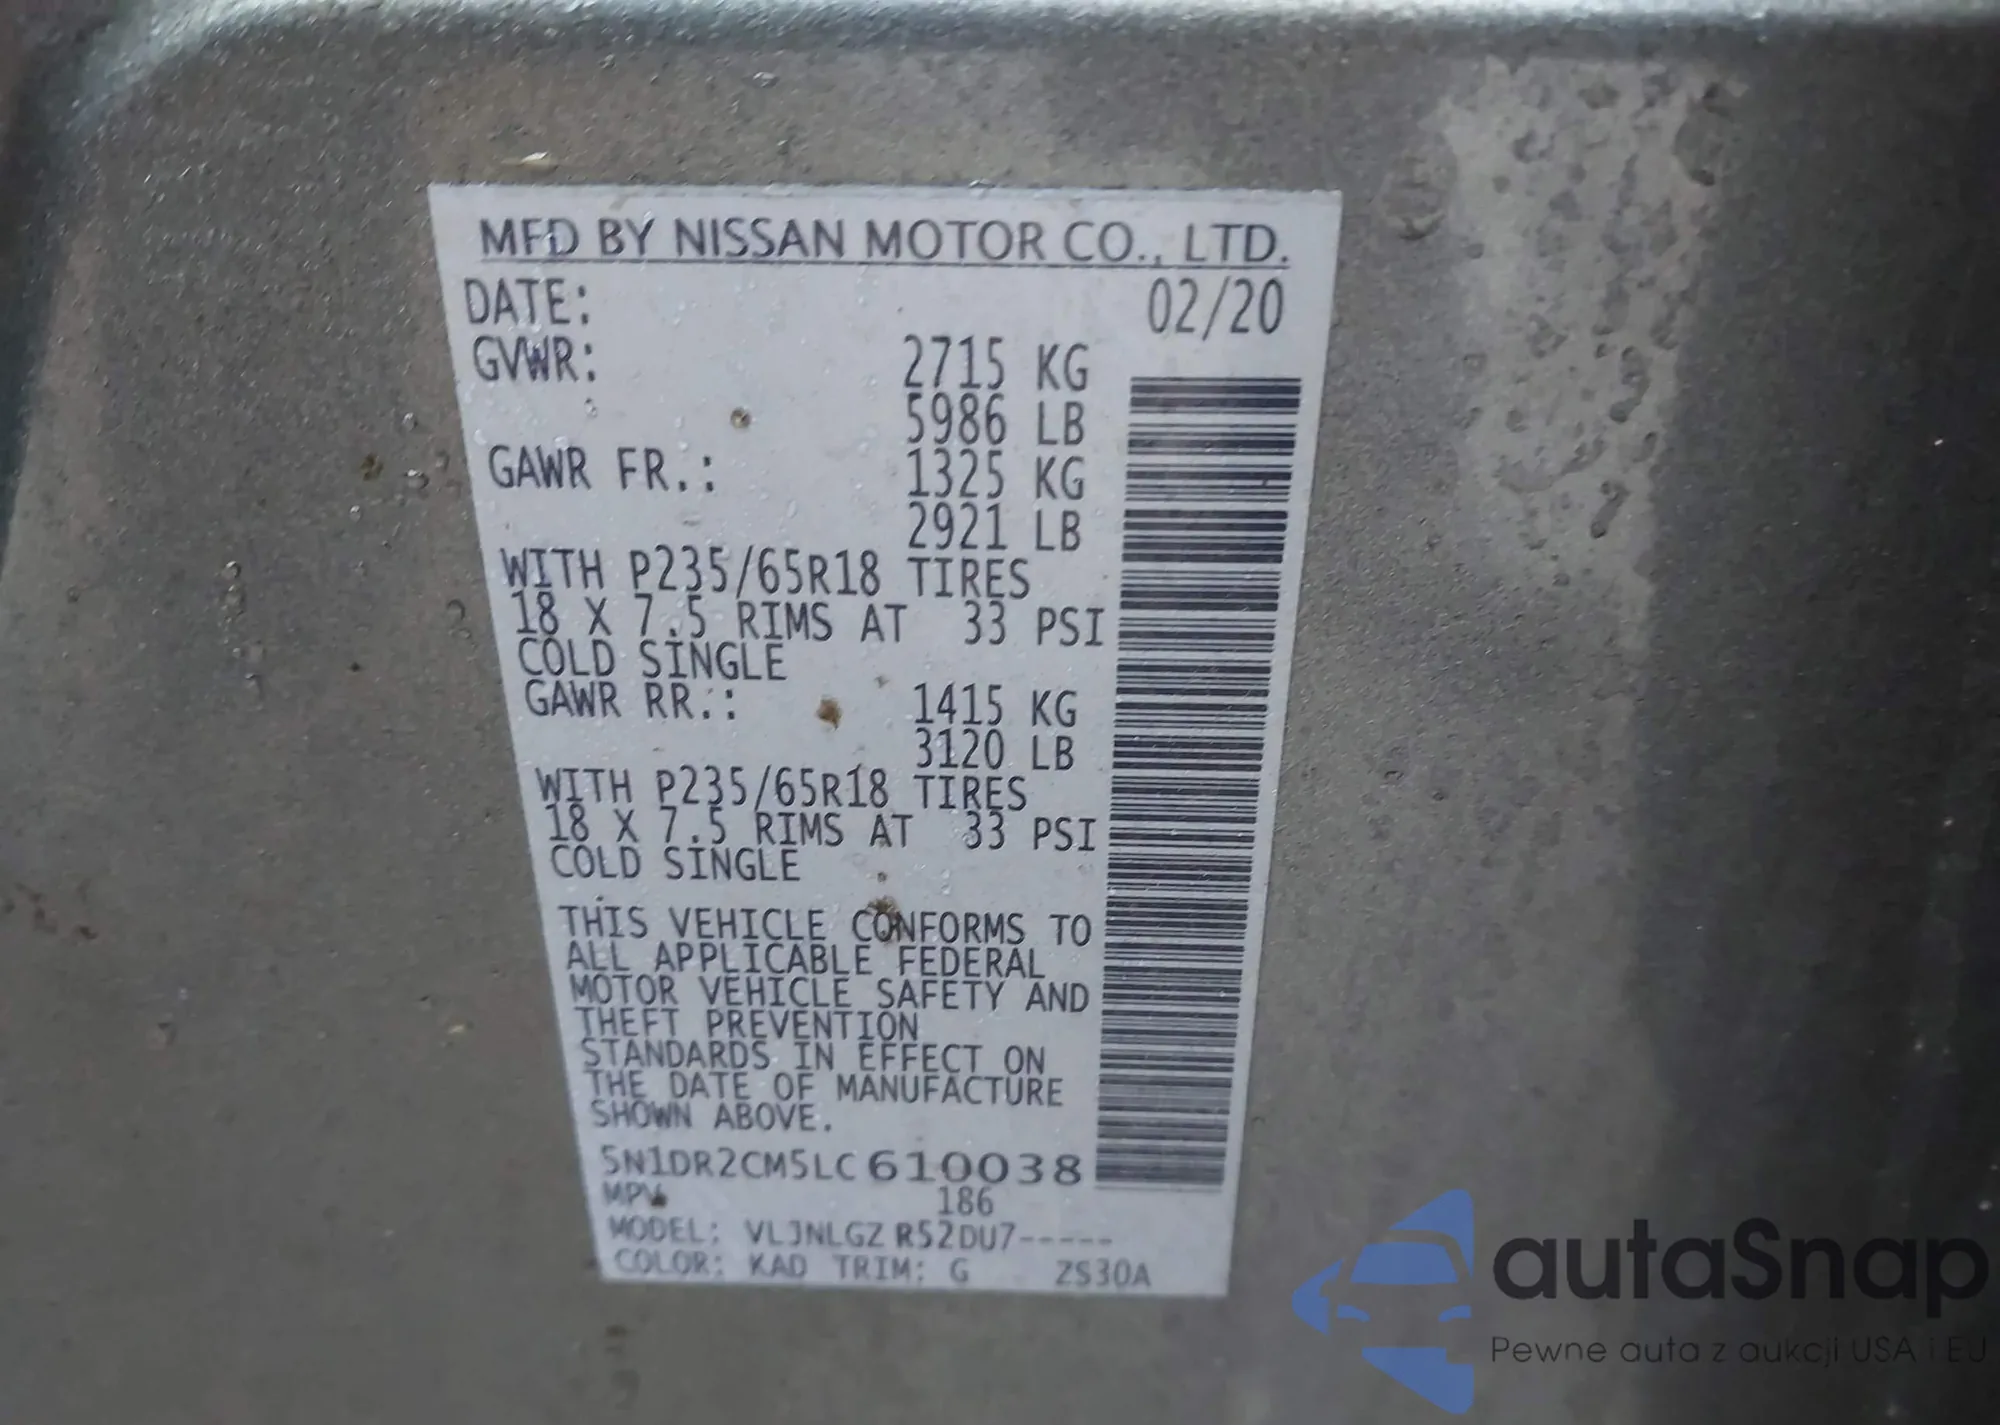 MFD BY NISSAN MOTOR CO., LTD.
DATE: 02/20
GVWR: 2715 KG
5986 LB
GAWR FR.: 1325 KG
2921 LB
WITH P235/65R18 TIRES
18 X 7.5 RIMS AT 33 PSI
COLD SINGLE
GAWR RR.: 1415 KG
3120 LB
WITH P235/65R18 TIRES
18 X 7.5 RIMS AT 33 PSI
COLD SINGLE
THIS VEHICLE CONFORMS TO
ALL APPLICABLE FEDERAL
MOTOR VEHICLE SAFETY AND
THEFT PREVENTION
STANDARDS IN EFFECT ON
THE DATE OF MANUFACTURE
SHOWN ABOVE.
5N1DR2CM5LC610038
MPV 186
MODEL: VLJNLGZ R52DU7-----
COLOR: KAD TRIM: G ZS30A
autaSnap
Pewne auta z aukcji USA i EU